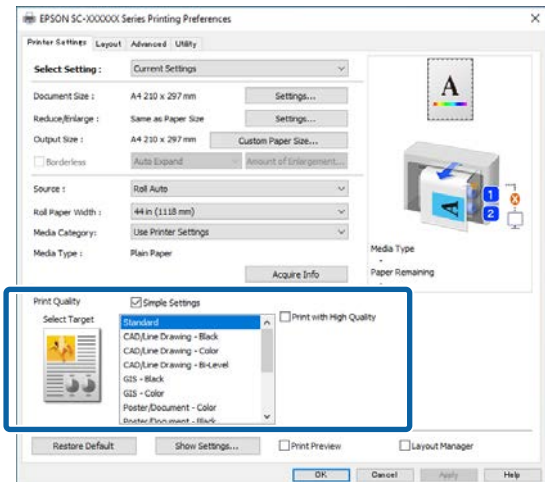 EPSON SC-XXXXXX Series Printing Preferences
Printer Settings Layout Advanced Utility
Select Setting : Current Settings
Document Size : A4 210 x 297 mm Settings...
Reduce/Enlarge : Same as Paper Size Settings...
Output Size : A4 210 x 297 mm Custom Paper Size...
Borderless Auto Expand Amount of Enlargement...
Source : Roll Auto
Roll Paper Width : 44 in (1118 mm)
Media Category: Use Printer Settings
Media Type : Plain Paper
Acquire Info
A
A
1
2
Media Type
-
Paper Remaining
-
Print Quality Simple Settings
Select Target
Standard
CAD/Line Drawing - Black
CAD/Line Drawing - Color
CAD/Line Drawing - Bi-Level
GIS - Black
GIS - Color
Poster/Document - Color
Poster/Document - Black
Print with High Quality
Restore Default Show Settings... Print Preview Layout Manager
OK Cancel Apply Help